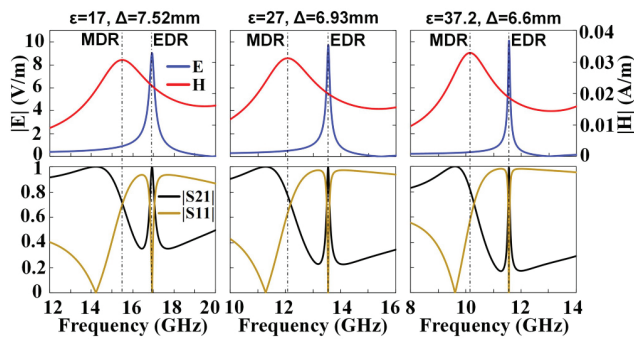 ε=17, Δ=7.52mm ε=27, Δ=6.93mm ε=37.2, Δ=6.6mm
MDR EDR MDR EDR MDR EDR
E
H
|E| (V/m)
10
8
6
4
2
0
0.04
0.03
0.02
0.01
0
|H| (A/m)
|S21|
|S11|
1
0.8
0.6
0.4
0.2
0
12 14 16 18 20 10 12 14 16 8 10 12 14
Frequency (GHz) Frequency (GHz) Frequency (GHz)